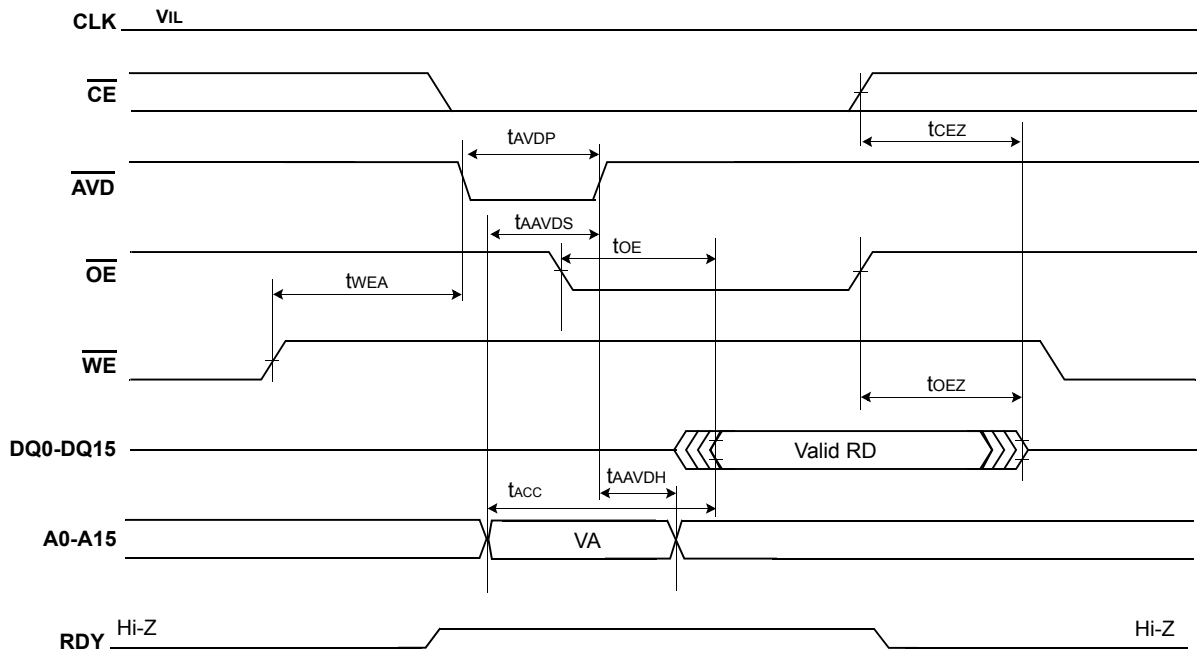 CLK VIL
CE
tAVDP
tCEZ
AVD
tAAVDS
tOE
OE
tWEA
WE
tOEZ
DQ0-DQ15 Valid RD
tAAVDH
tACC
A0-A15 VA
RDY Hi-Z Hi-Z